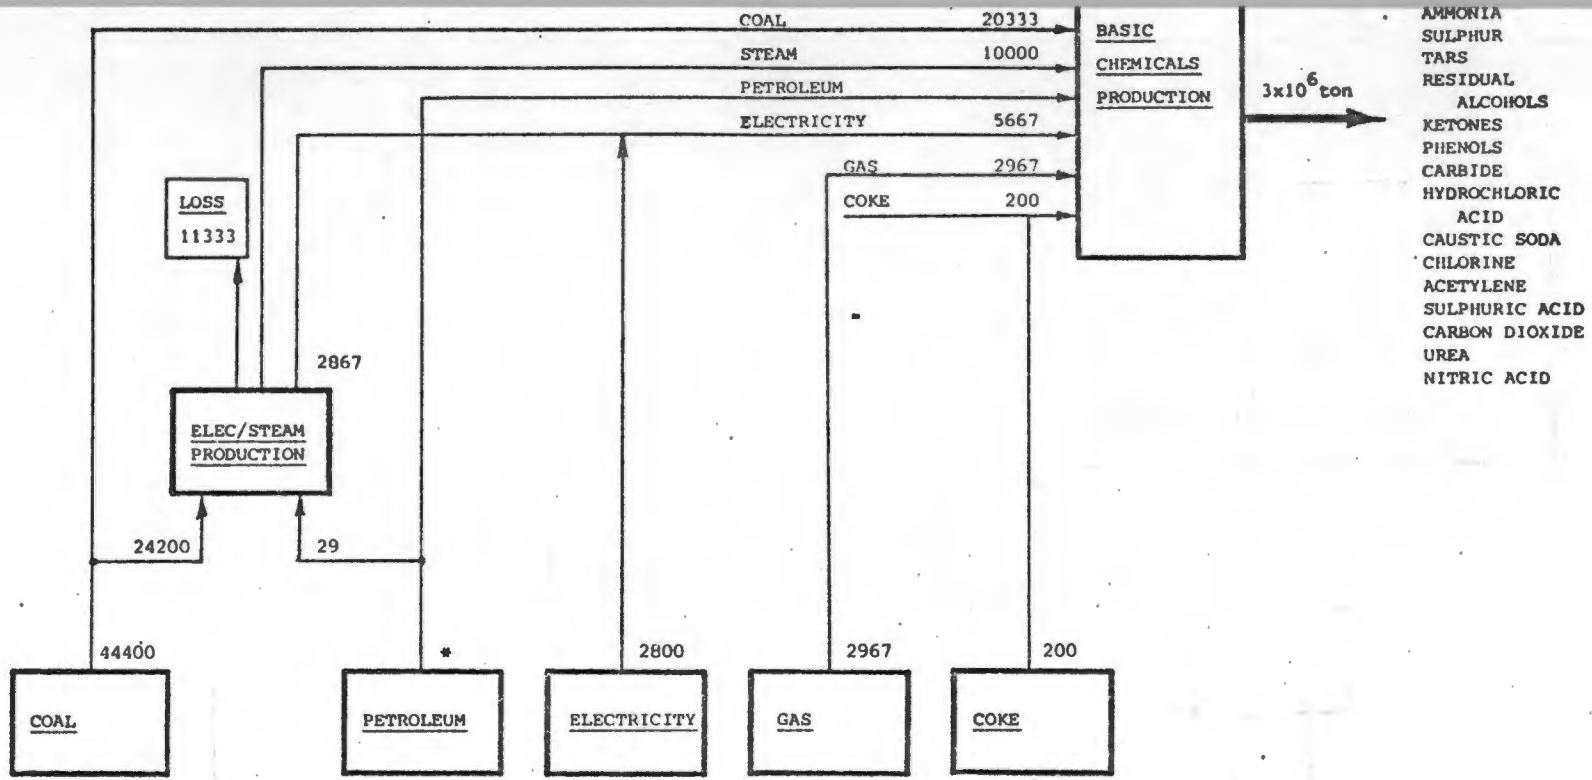 COAL 20333
STEAM 10000
PETROLEUM
ELECTRICITY 5667
GAS 2967
COKE 200
BASIC
CHEMICALS
PRODUCTION
3x10⁶ ton
AMMONIA
SULPHUR
TARS
RESIDUAL
ALCOHOLS
KETONES
PHENOLS
CARBIDE
HYDROCHLORIC
ACID
CAUSTIC SODA
CHLORINE
ACETYLENE
SULPHURIC ACID
CARBON DIOXIDE
UREA
NITRIC ACID
LOSS
11333
2867
ELEC/STEAM
PRODUCTION
24200
29
44400
*
2800
2967
200
COAL
PETROLEUM
ELECTRICITY
GAS
COKE